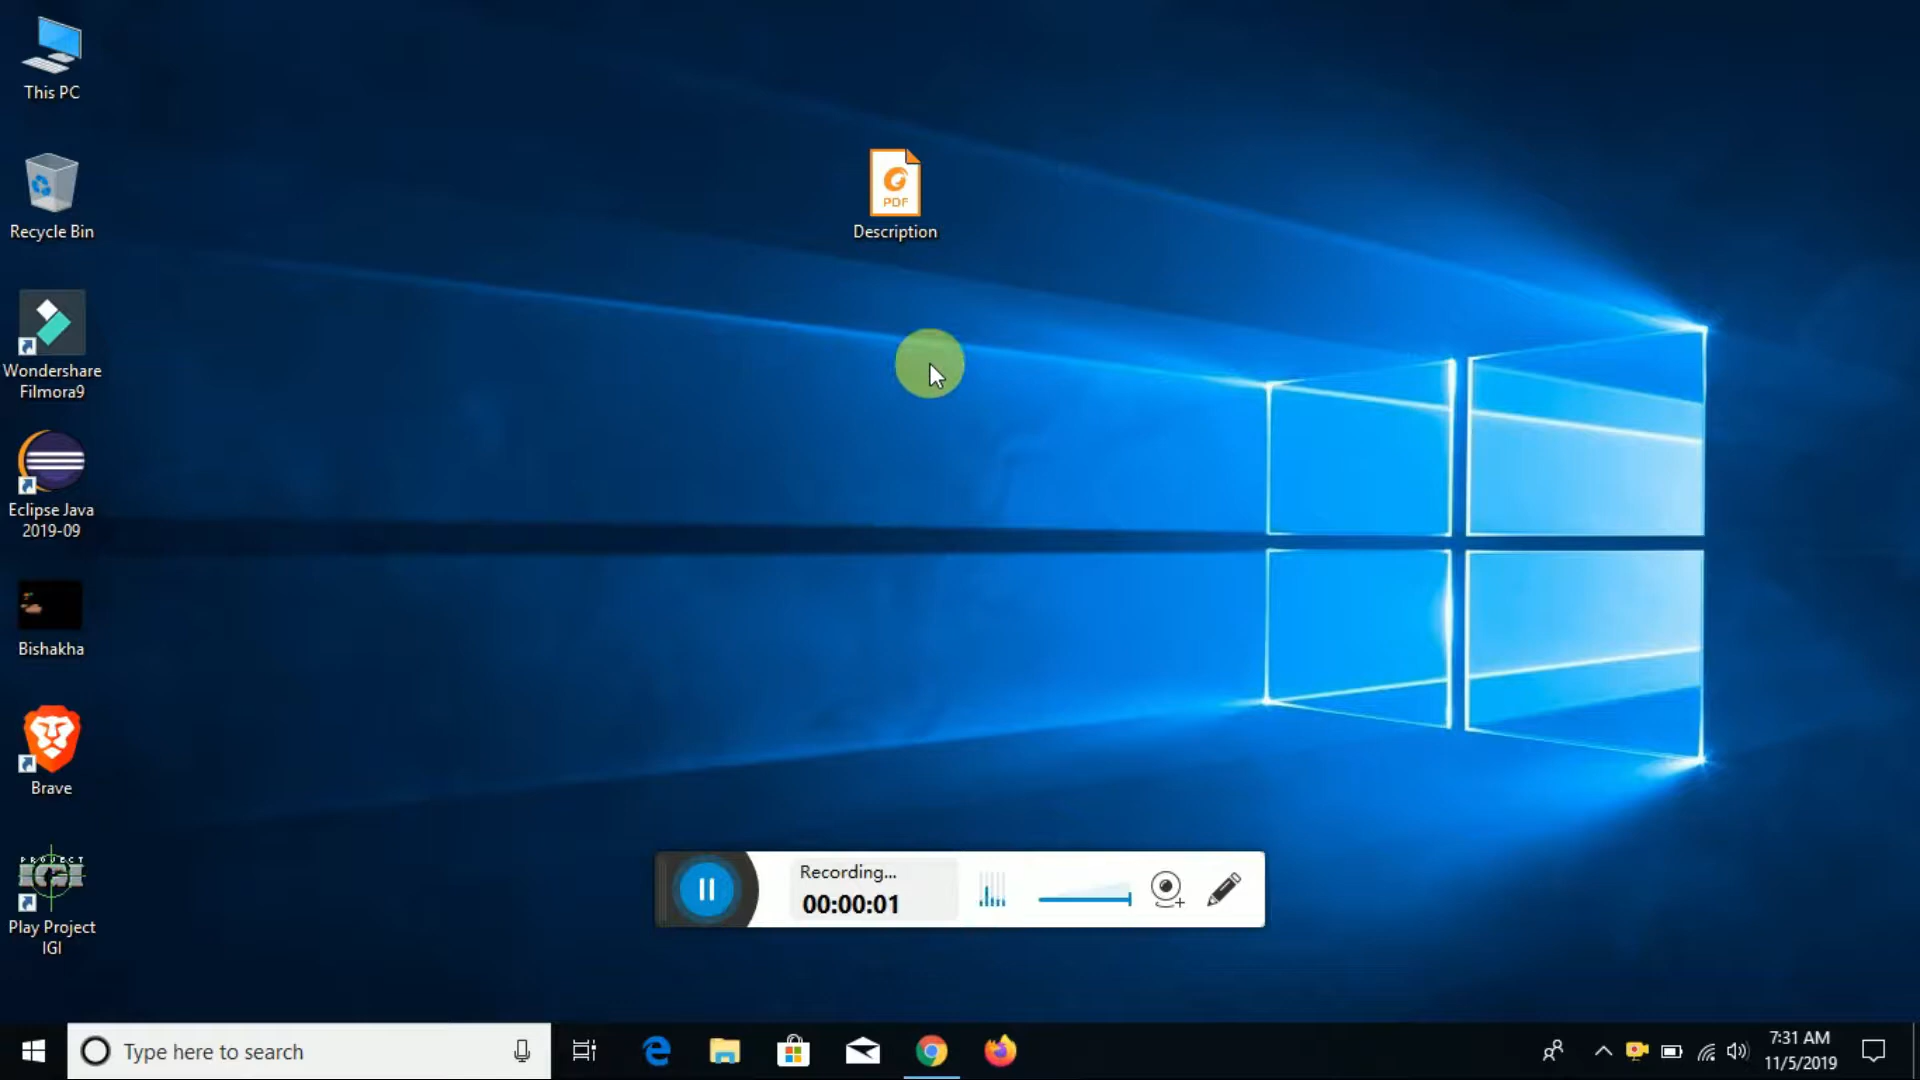 This PC
Recycle Bin
Wondershare
Filmora9
Eclipse Java
2019-09
Bishakha
Brave
PROJECT
Play Project
IGI
PDF
Description
Recording...
00:00:01
Type here to search
7:31 AM
11/5/2019